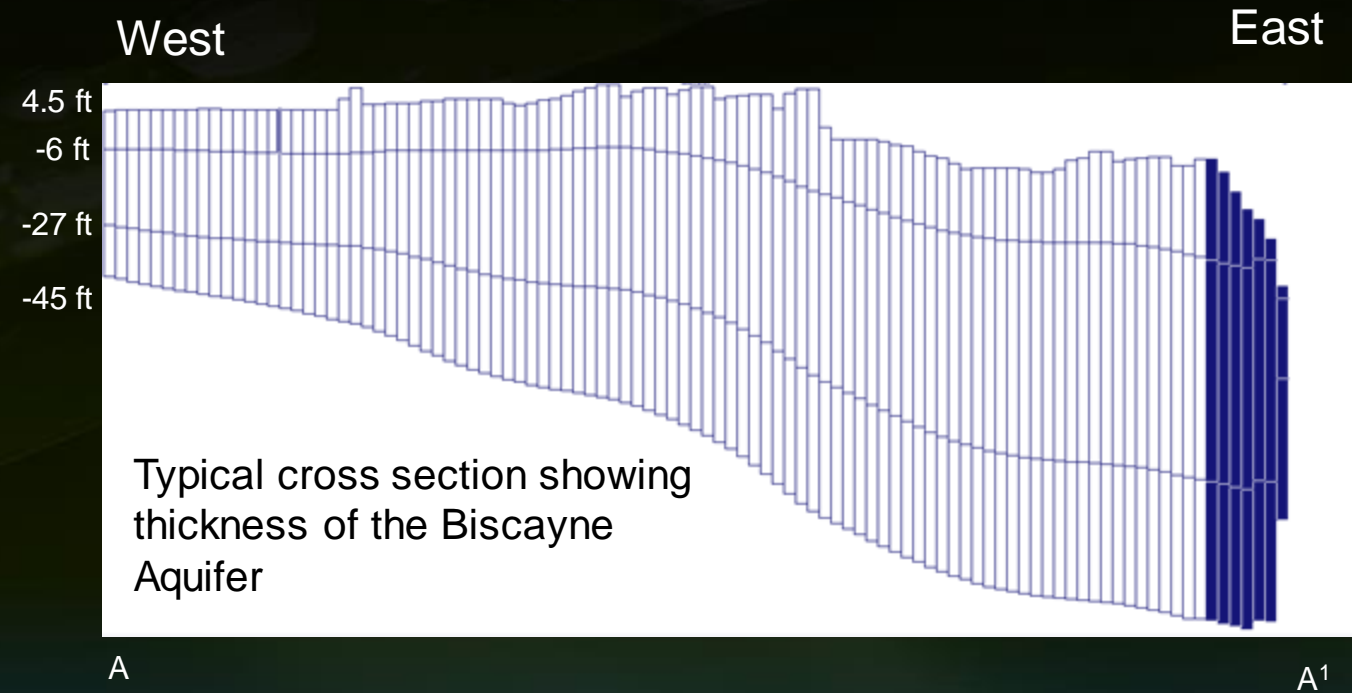 West
East
4.5 ft
-6 ft
-27 ft
-45 ft
Typical cross section showing
thickness of the Biscayne
Aquifer
A
A¹